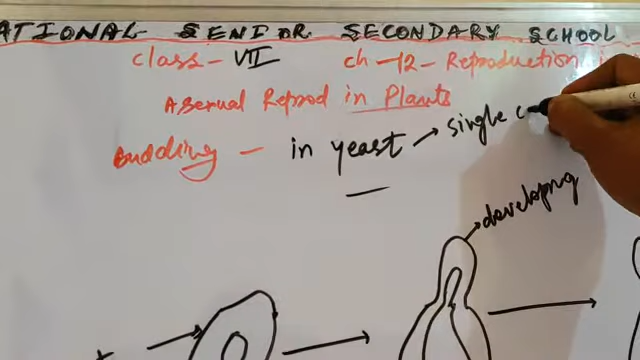 ATIONAL SENIOR SECONDARY SCHOOL
Class - VII ch - 12 - Reproduction i
Asexual Reprod in Plants
Budding - in yeast → single c
developing